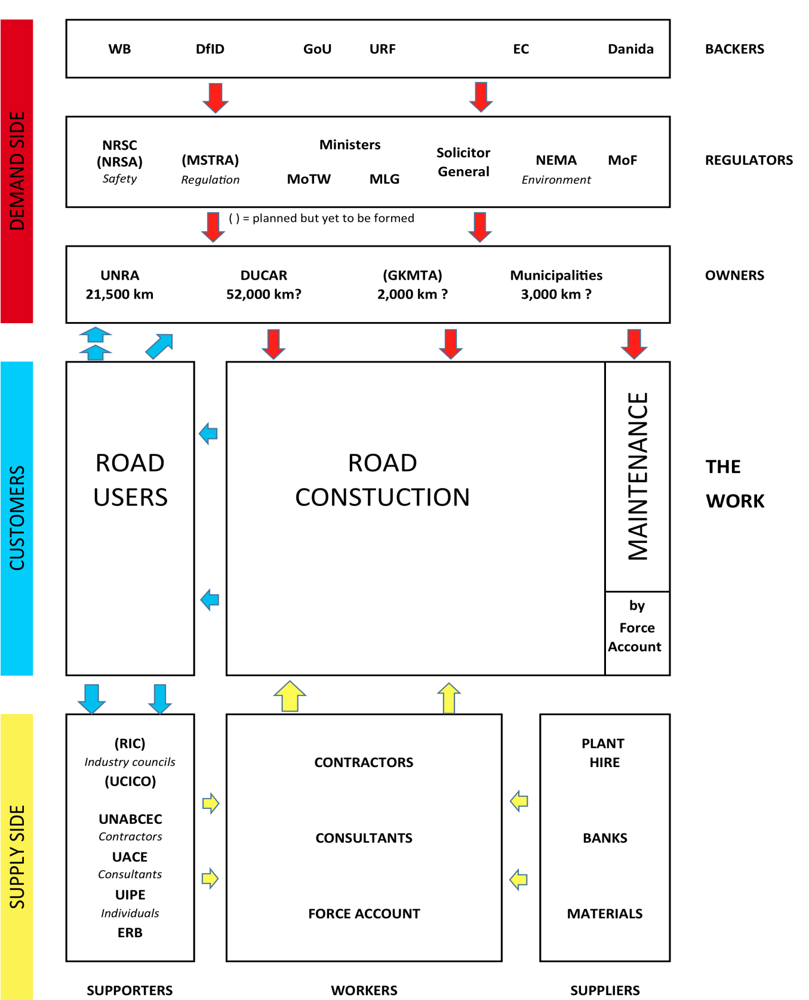 DEMAND SIDE
WB DfID GoU URF EC Danida BACKERS
NRSC
(NRSA)
Safety
(MSTRA)
Regulation
Ministers
MoTW MLG
Solicitor
General
NEMA
Environment
MoF
REGULATORS
( ) = planned but yet to be formed
UNRA
21,500 km
DUCAR
52,000 km?
(GKMTA)
2,000 km ?
Municipalities
3,000 km ?
OWNERS
CUSTOMERS
ROAD
USERS
ROAD
CONSTUCTION
MAINTENANCE
by
Force
Account
THE
WORK
SUPPLY SIDE
(RIC)
Industry councils
(UCICO)
UNABCEC
Contractors
UACE
Consultants
UIPE
Individuals
ERB
CONTRACTORS
CONSULTANTS
FORCE ACCOUNT
PLANT
HIRE
BANKS
MATERIALS
SUPPORTERS WORKERS SUPPLIERS